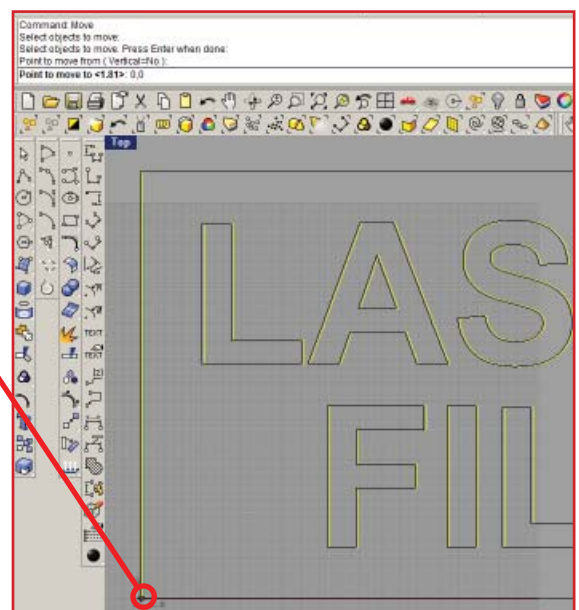 Command: Move
Select objects to move:
Select objects to move. Press Enter when done:
Point to move from ( Vertical=No ):
Point to move to <1.81>: 0,0
Top
TEXT
TEXT
LAS
FIL